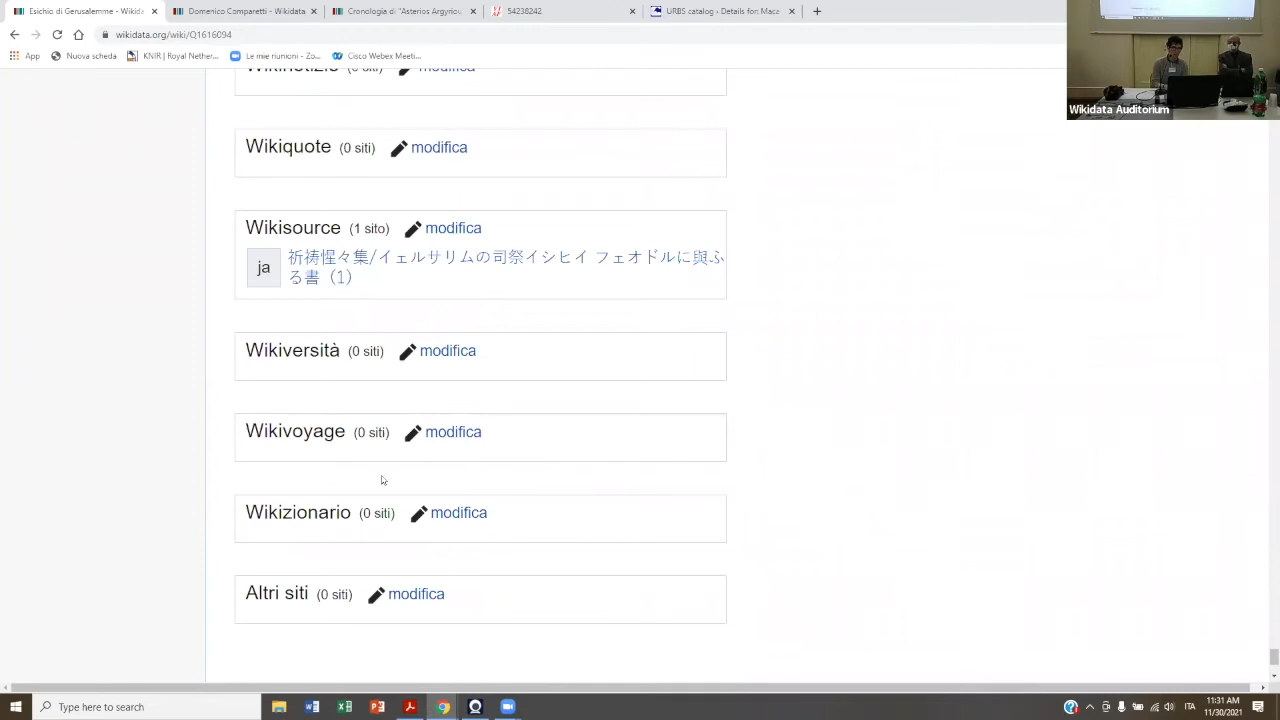 Esichio di Gerusalemme - Wikida
Domenico Comparetti - Wikidata
Cronologia di "Asterios Argyriou
54238242
URBS catalog - Details for: Maca
wikidata.org/wiki/Q1616094
App
Nuova scheda
KNIR | Royal Nether...
Le mie riunioni - Zo...
Cisco Webex Meeti...
Wikinotizie (0 siti) modifica
Wikiquote (0 siti) modifica
Wikisource (1 sito) modifica
ja
祈祷惺々集/イェルサリムの司祭イシヒイ フェオドルに與ふ
る書（1）
Wikiversità (0 siti) modifica
Wikivoyage (0 siti) modifica
Wikizionario (0 siti) modifica
Altri siti (0 siti) modifica
Wikidata Auditorium
Type here to search
ITA
11:31 AM
11/30/2021